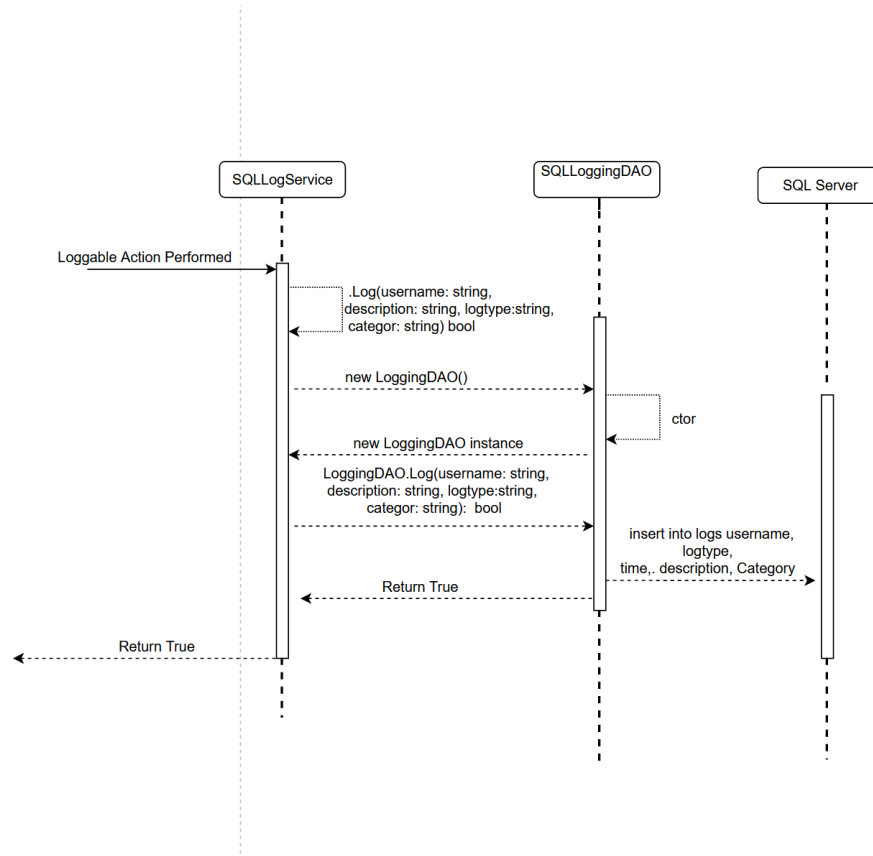 SQLLogService
SQLLoggingDAO
SQL Server
Loggable Action Performed
.Log(username: string,
description: string, logtype:string,
categor: string) bool
new LoggingDAO()
ctor
new LoggingDAO instance
LoggingDAO.Log(username: string,
description: string, logtype:string,
categor: string):  bool
insert into logs username,
logtype,
time,. description, Category
Return True
Return True